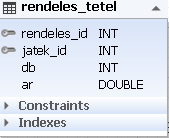 rendeles_tetel
rendeles_id INT
jatek_id INT
db INT
ar DOUBLE
Constraints
Indexes